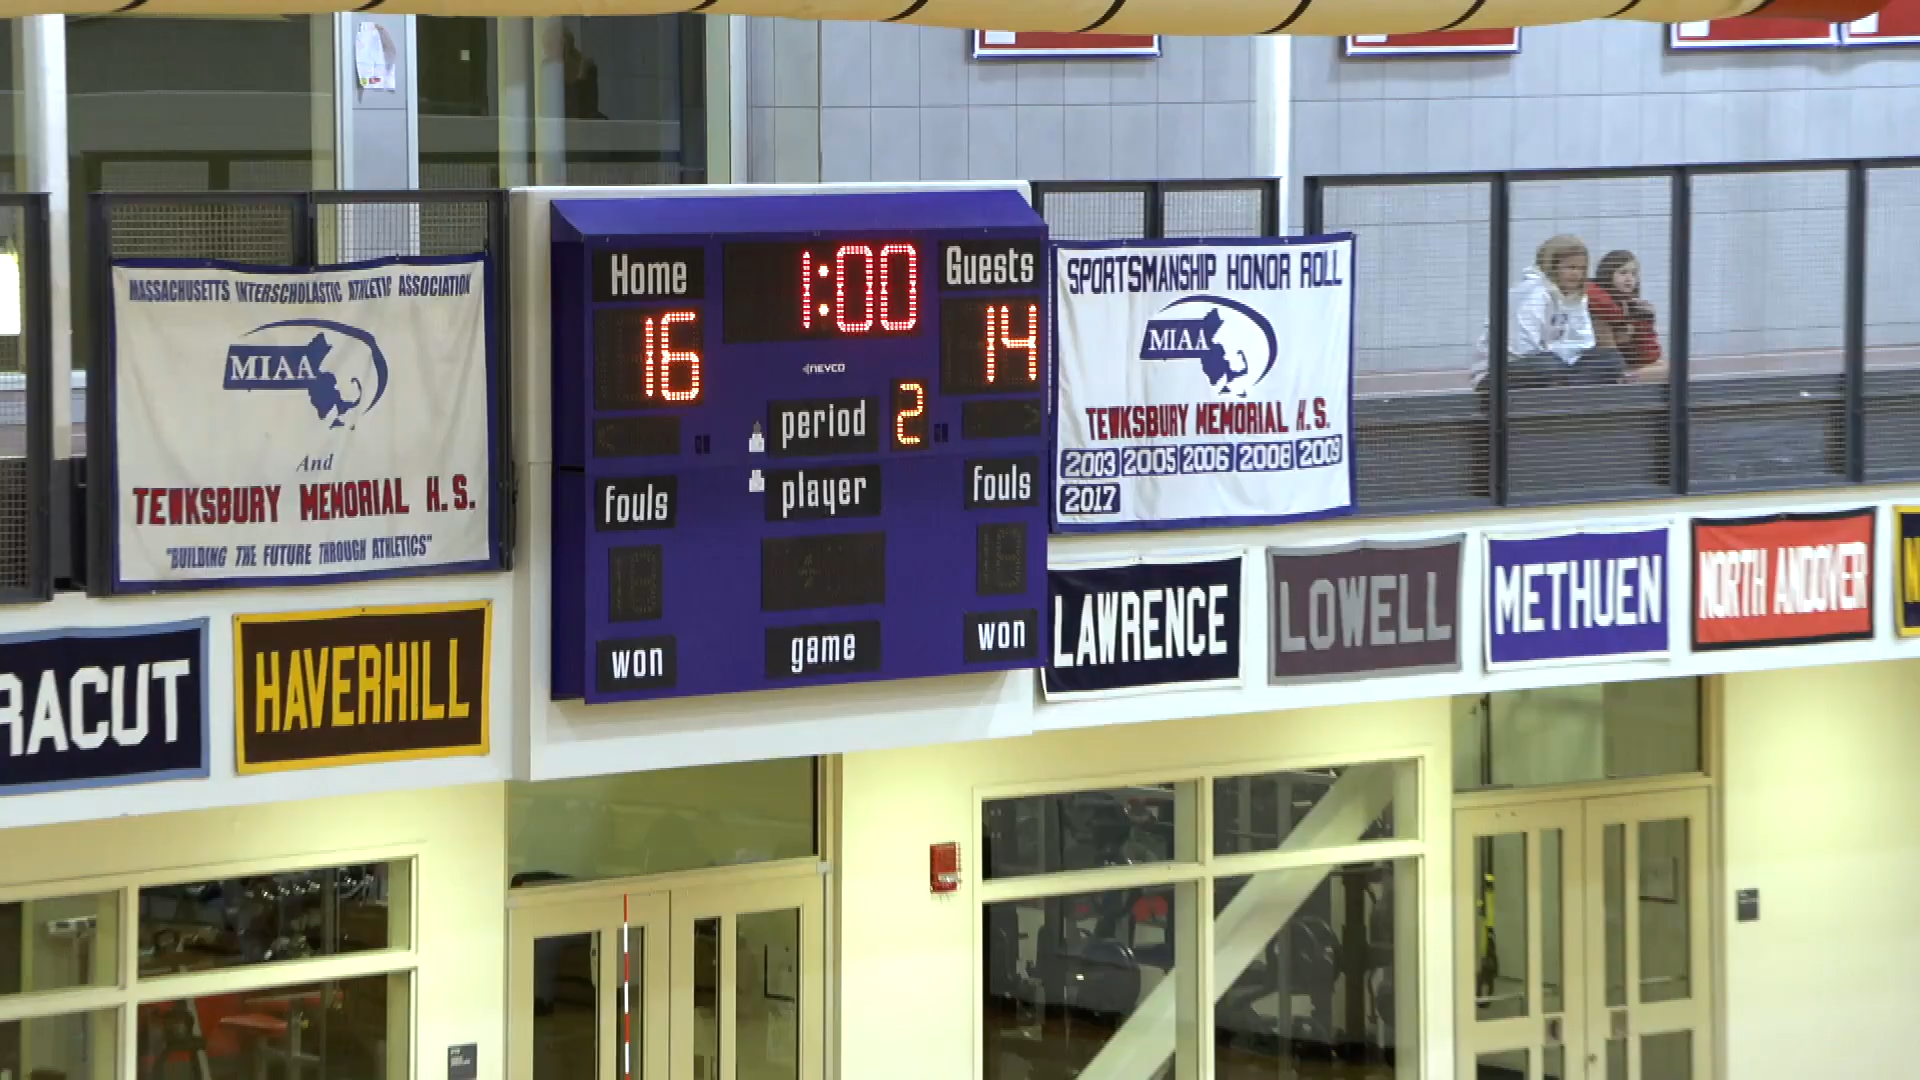 MASSACHUSETTS INTERSCHOLASTIC ATHLETIC ASSOCIATION
MIAA
And
TEWKSBURY MEMORIAL H.S.
"BUILDING THE FUTURE THROUGH ATHLETICS"
Home
1:00
Guests
16
14
NEVCO
period
2
fouls
player
fouls
won
game
won
SPORTSMANSHIP HONOR ROLL
MIAA
TEWKSBURY MEMORIAL H.S.
2003 2005 2006 2008 2009
2017
RACUT
HAVERHILL
LAWRENCE
LOWELL
METHUEN
NORTH ANDOVER